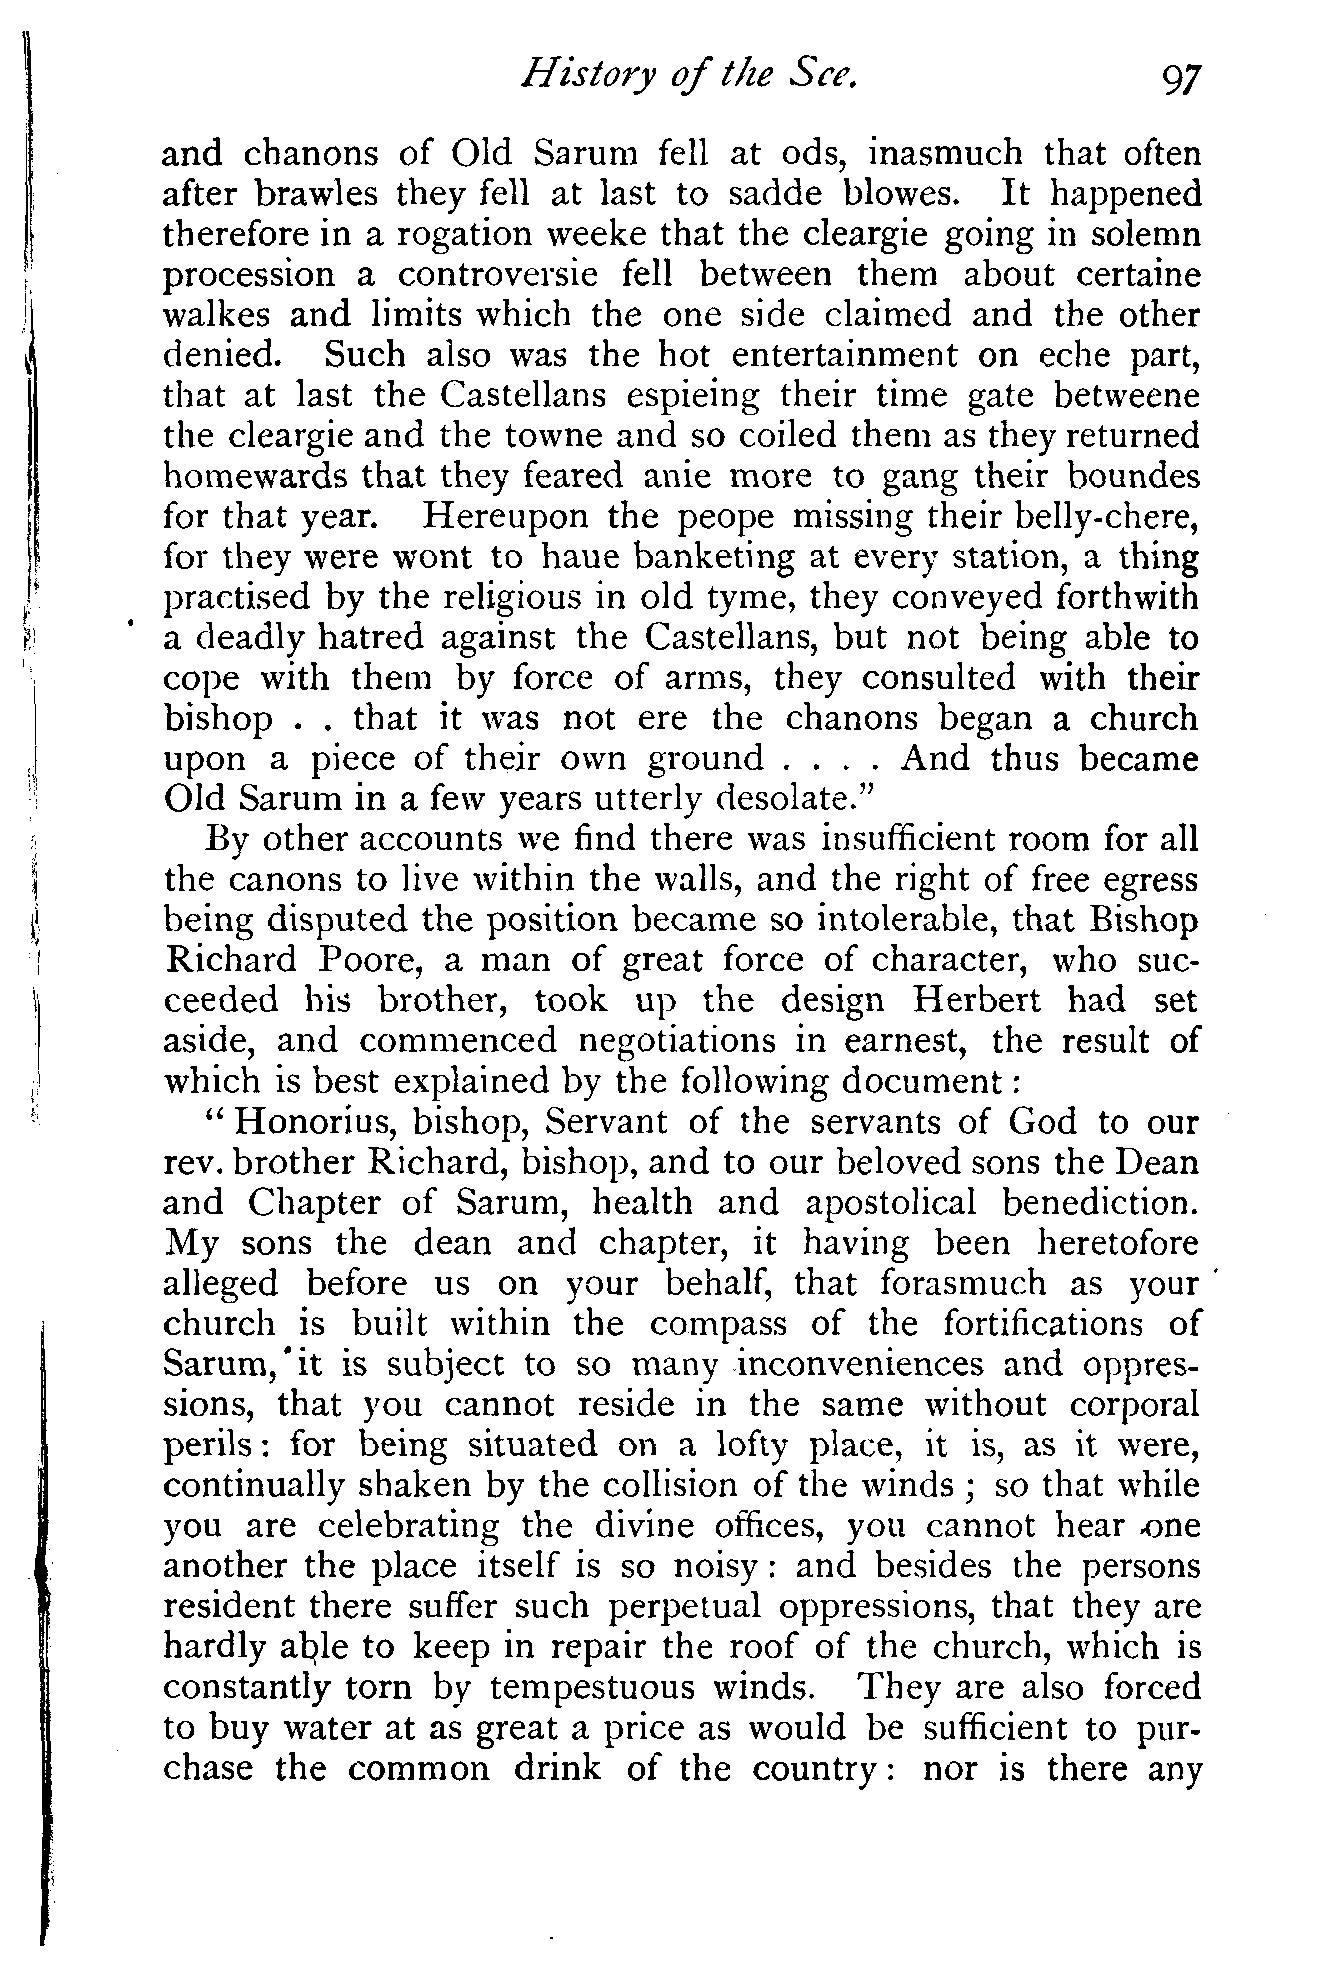 History of the See. 97
and chanons of Old Sarum fell at ods, inasmuch that often
after brawles they fell at last to sadde blowes. It happened
therefore in a rogation weeke that the cleargie going in solemn
procession a controversie fell between them about certaine
walkes and limits which the one side claimed and the other
denied. Such also was the hot entertainment on eche part,
that at last the Castellans espieing their time gate betweene
the cleargie and the towne and so coiled them as they returned
homewards that they feared anie more to gang their boundes
for that year. Hereupon the peope missing their belly-chere,
for they were wont to haue banketing at every station, a thing
practised by the religious in old tyme, they conveyed forthwith
a deadly hatred against the Castellans, but not being able to
cope with them by force of arms, they consulted with their
bishop . . that it was not ere the chanons began a church
upon a piece of their own ground . . . . And thus became
Old Sarum in a few years utterly desolate."
By other accounts we find there was insufficient room for all
the canons to live within the walls, and the right of free egress
being disputed the position became so intolerable, that Bishop
Richard Poore, a man of great force of character, who suc-
ceeded his brother, took up the design Herbert had set
aside, and commenced negotiations in earnest, the result of
which is best explained by the following document :
"Honorius, bishop, Servant of the servants of God to our
rev. brother Richard, bishop, and to our beloved sons the Dean
and Chapter of Sarum, health and apostolical benediction.
My sons the dean and chapter, it having been heretofore
alleged before us on your behalf, that forasmuch as your
church is built within the compass of the fortifications of
Sarum, it is subject to so many inconveniences and oppres-
sions, that you cannot reside in the same without corporal
perils : for being situated on a lofty place, it is, as it were,
continually shaken by the collision of the winds ; so that while
you are celebrating the divine offices, you cannot hear one
another the place itself is so noisy : and besides the persons
resident there suffer such perpetual oppressions, that they are
hardly able to keep in repair the roof of the church, which is
constantly torn by tempestuous winds. They are also forced
to buy water at as great a price as would be sufficient to pur-
chase the common drink of the country : nor is there any